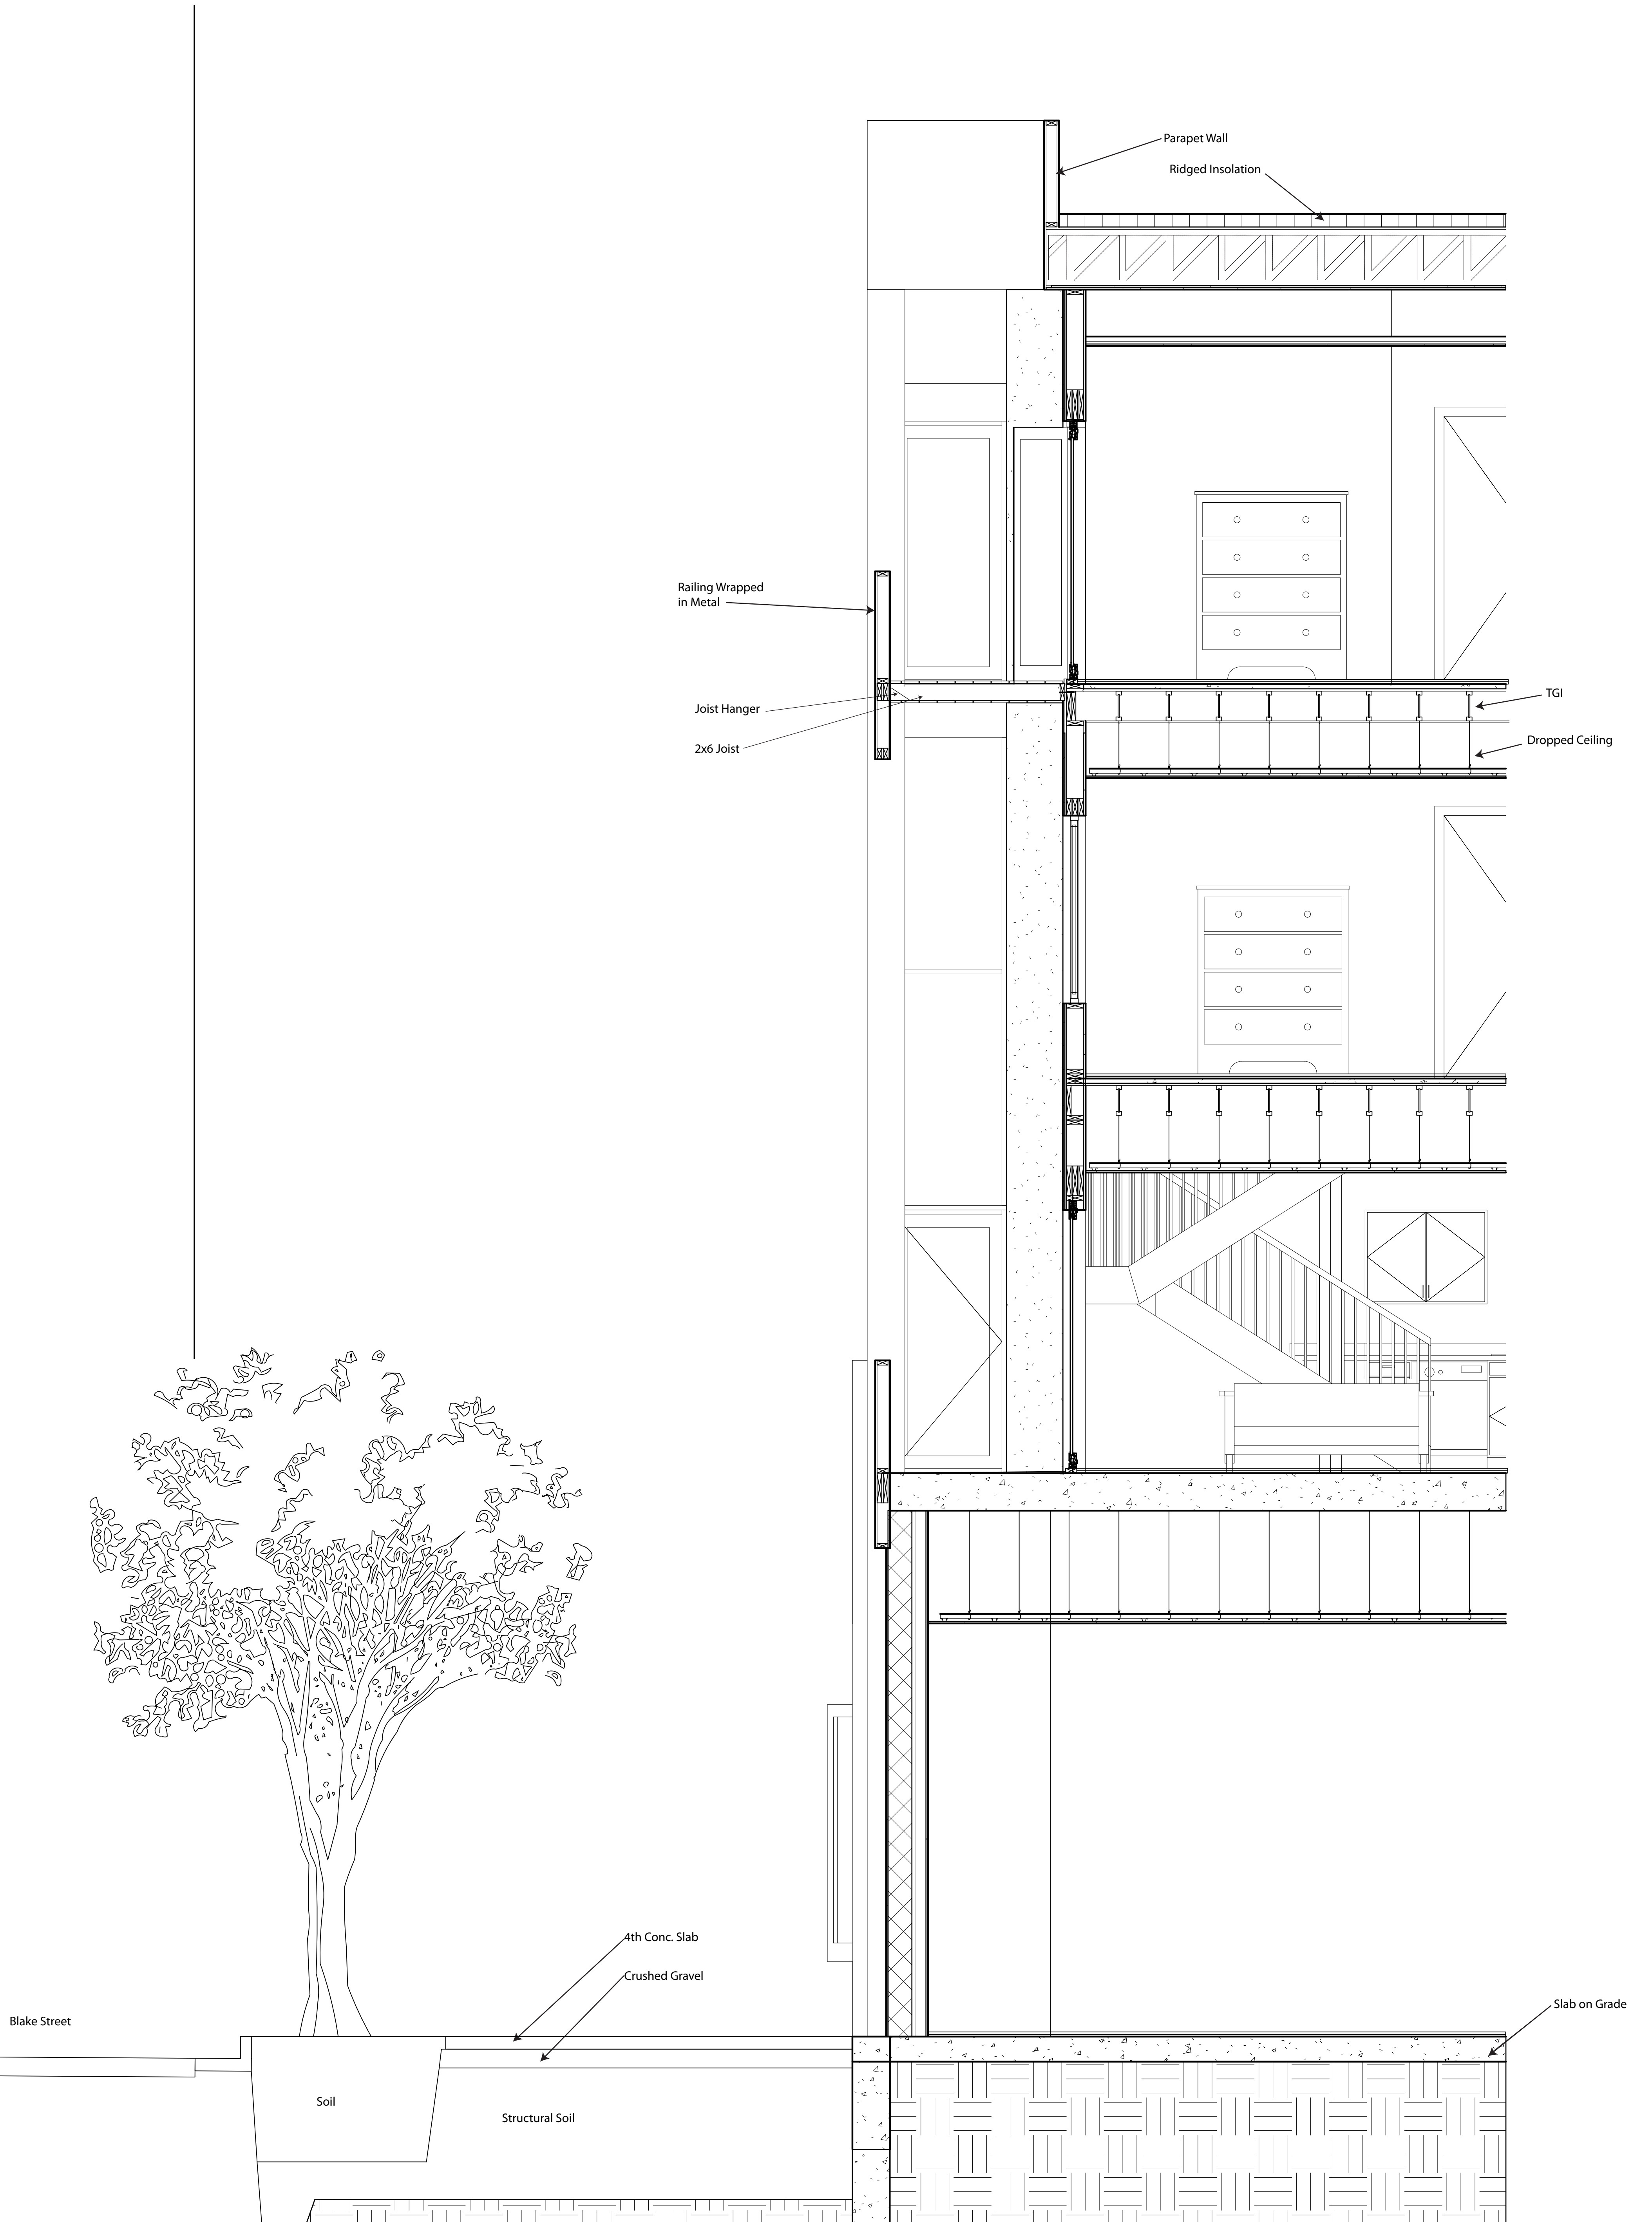 Parapet Wall
Ridged Insolation
Railing Wrapped
in Metal
TGI
Joist Hanger
Dropped Ceiling
2x6 Joist
4th Conc. Slab
Crushed Gravel
Slab on Grade
Blake Street
Soil
Structural Soil